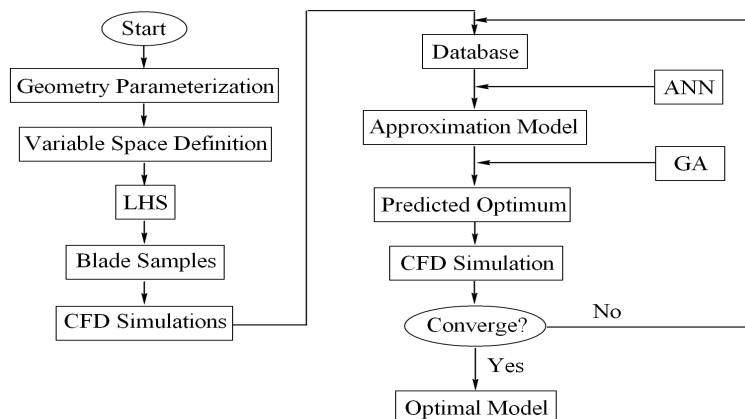 Start
Geometry Parameterization
Variable Space Definition
LHS
Blade Samples
CFD Simulations
Database
ANN
Approximation Model
GA
Predicted Optimum
CFD Simulation
Converge?
No
Yes
Optimal Model